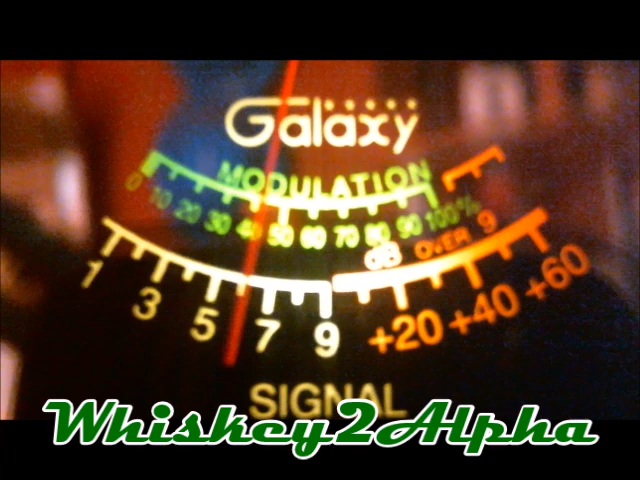 Galaxy
MODULATION
0 10 20 30 40 50 60 70 80 90 100%
dB OVER 9
1 3 5 7 9 +20 +40 +60
SIGNAL
Whiskey2Alpha